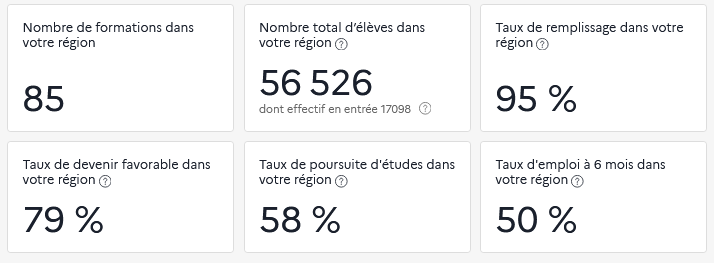 Nombre de formations dans
votre région
85
Nombre total d’élèves dans
votre région ?
56 526
dont effectif en entrée 17098 ?
Taux de remplissage dans votre
région ?
95 %
Taux de devenir favorable dans
votre région ?
79 %
Taux de poursuite d'études dans
votre région ?
58 %
Taux d'emploi à 6 mois dans
votre région ?
50 %